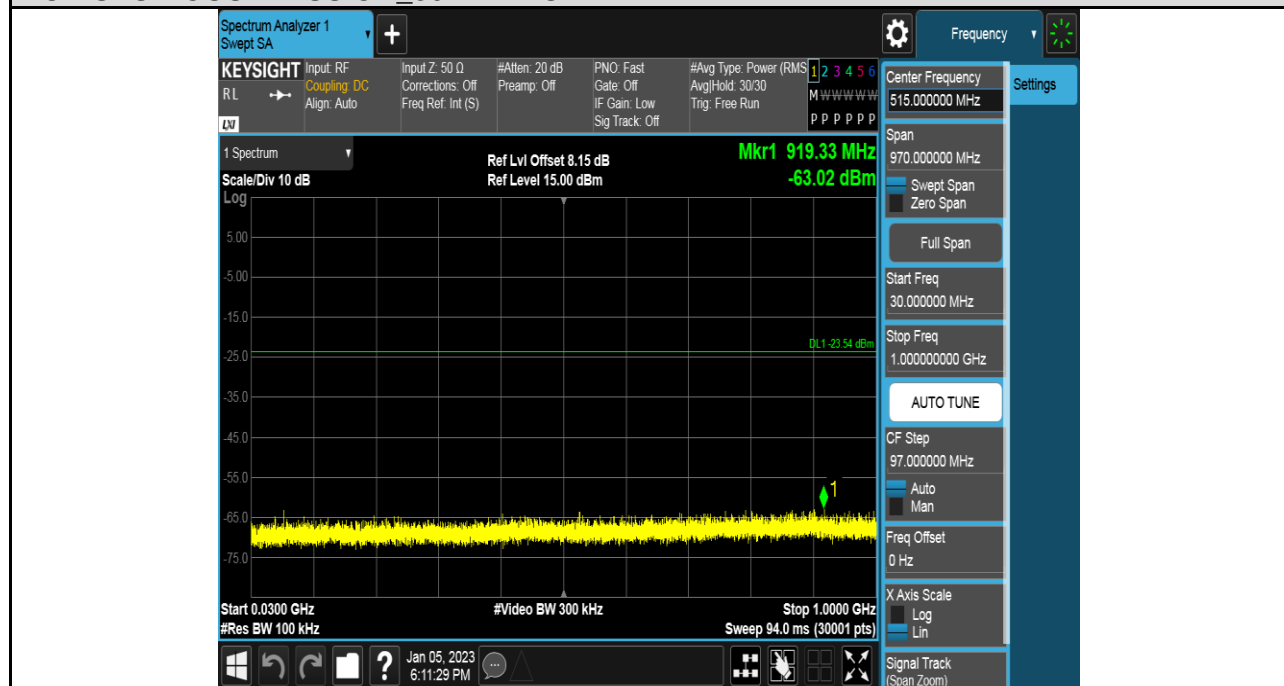 Spectrum Analyzer 1
Swept SA
+
Frequency
KEYSIGHT
Input: RF
Input Z: 50 Ω
#Atten: 20 dB
PNO: Fast
#Avg Type: Power (RMS
1 2 3 4 5 6
RL
Coupling: DC
Corrections: Off
Preamp: Off
Gate: Off
Avg|Hold: 30/30
M W W W W W
Align: Auto
Freq Ref: Int (S)
IF Gain: Low
Trig: Free Run
LXI
Sig Track: Off
P P P P P P
1 Spectrum
Ref Lvl Offset 8.15 dB
Mkr1 919.33 MHz
Scale/Div 10 dB
Ref Level 15.00 dBm
-63.02 dBm
Log
5.00
-5.00
-15.0
DL1 -23.54 dBm
-25.0
-35.0
-45.0
-55.0
1
-65.0
-75.0
Start 0.0300 GHz
#Video BW 300 kHz
Stop 1.0000 GHz
#Res BW 100 kHz
Sweep 94.0 ms (30001 pts)
Center Frequency
515.000000 MHz
Settings
Span
970.000000 MHz
Swept Span
Zero Span
Full Span
Start Freq
30.000000 MHz
Stop Freq
1.000000000 GHz
AUTO TUNE
CF Step
97.000000 MHz
Auto
Man
Freq Offset
0 Hz
X Axis Scale
Log
Lin
Signal Track
(Span Zoom)
?
Jan 05, 2023
6:11:29 PM